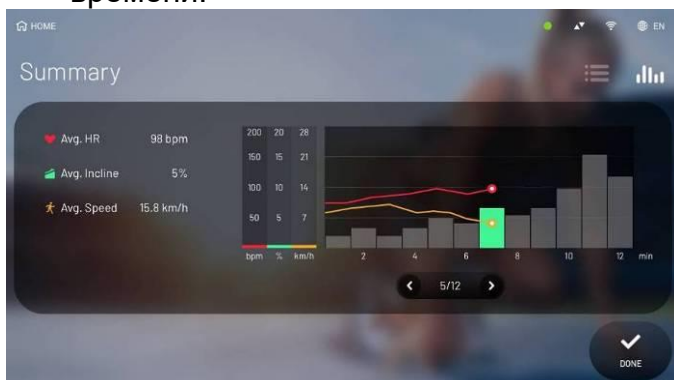 времени.
HOME
EN
Summary
Avg. HR 98 bpm
Avg. Incline 5%
Avg. Speed 15.8 km/h
200 20 28
150 15 21
100 10 14
50 5 7
bpm % km/h 2 4 6 8 10 12 min
5/12
DONE